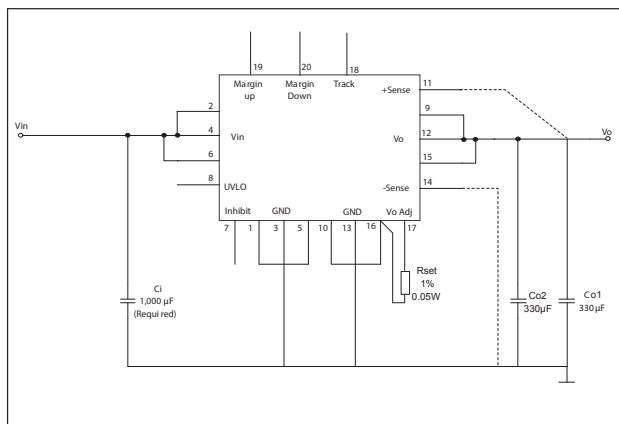 19
20
18
Margin
up
Margin
Down
Track
11
+Sense
2
9
Vin
4
Vin
Vo
12
Vo
6
15
8
UVLO
-Sense
14
Inhibit
GND
GND
Vo Adj
7
1
3
5
10
13
16
17
Rset
1%
0.05W
Ci
1,000 µF
(Required)
Co2
330µF
Co1
330µF